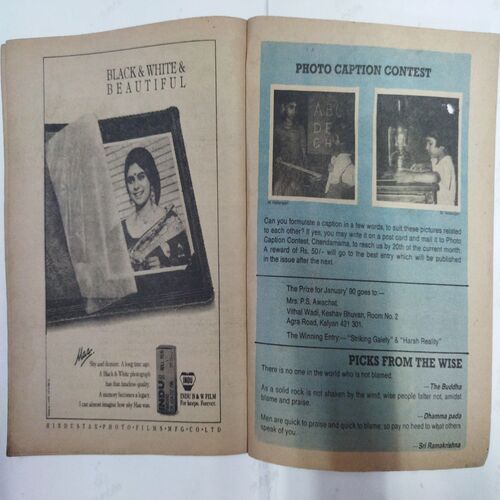 BLACK & WHITE &
BEAUTIFUL
Shy and demure. A long time ago.
A Black & White photograph
has that timeless quality.
A memory becomes a legacy.
I can almost imagine how shy Maa was.
INDU
INDU
INDU B & W FILM
For keeps. Forever.
HINDUSTAN•PHOTO•FILMS•MFG•CO•LTD
PHOTO CAPTION CONTEST
A B C
D E F
G H
Can you formulate a caption in a few words, to suit these pictures related
to each other? If yes, you may write it on a post card and mail it to Photo
Caption Contest, Chandamama, to reach us by 20th of the current month.
A reward of Rs. 50/- will go to the best entry which will be published
in the issue after the next.
The Prize for January' 90 goes to:—
Mrs. P.S. Awachat,
Vithal Wadi, Keshav Bhuvan, Room No. 2
Agra Road, Kalyan 421 301.
The Winning Entry:— "Striking Gaiety" & "Harsh Reality"
PICKS FROM THE WISE
There is no one in the world who is not blamed.
— The Buddha
As a solid rock is not shaken by the wind, wise people falter not, amidst
blame and praise.
— Dhamma pada
Men are quick to praise and quick to blame; so pay no heed to what others
speak of you.
— Sri Ramakrishna